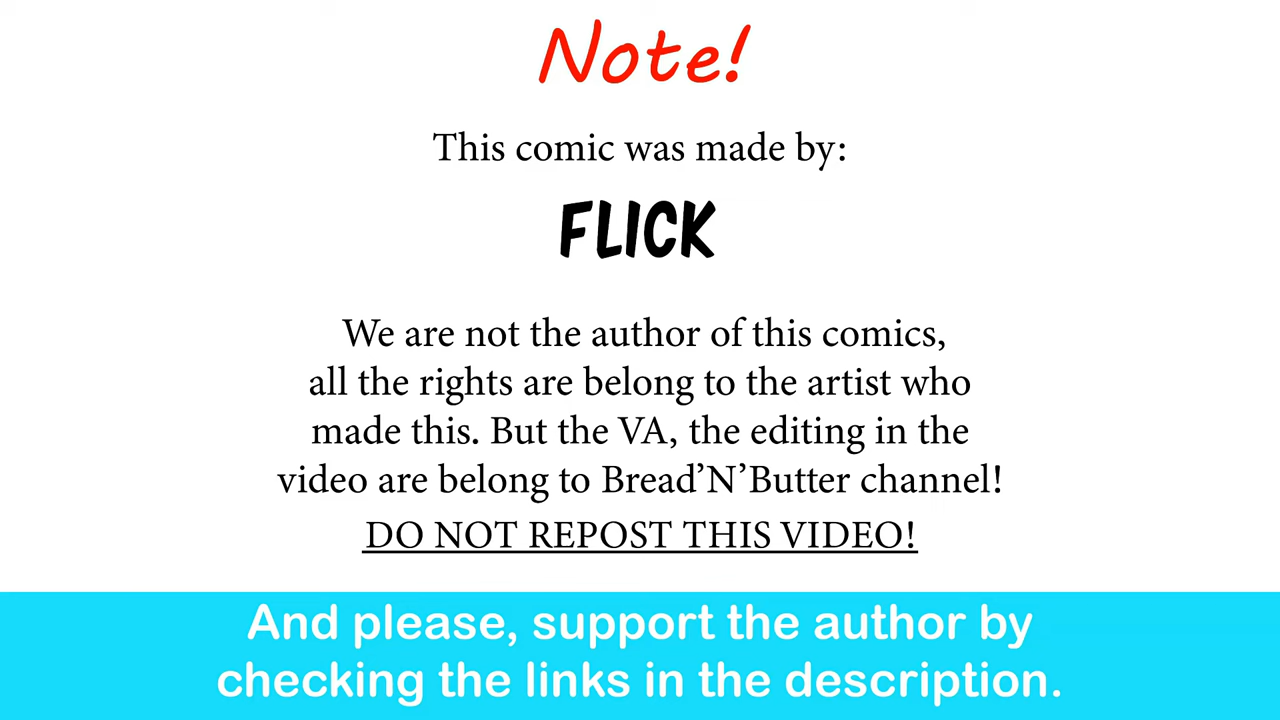 Note!
This comic was made by:
FLICK
We are not the author of this comics,
all the rights are belong to the artist who
made this. But the VA, the editing in the
video are belong to Bread’N’Butter channel!
DO NOT REPOST THIS VIDEO!
And please, support the author by
checking the links in the description.